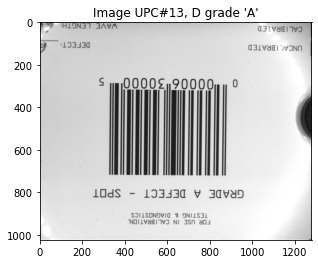 Image UPC#13, D grade 'A'
FOR USE IN CALIBRATION,
TESTING & DIAGNOSTICS
GRADE A DEFECT - SPOT
0 00006 30000 5
UNCALIBRATED DEFECT:
CALIBRATED WAVE LENGTH:
0
200
400
600
800
1000
0 200 400 600 800 1000 1200